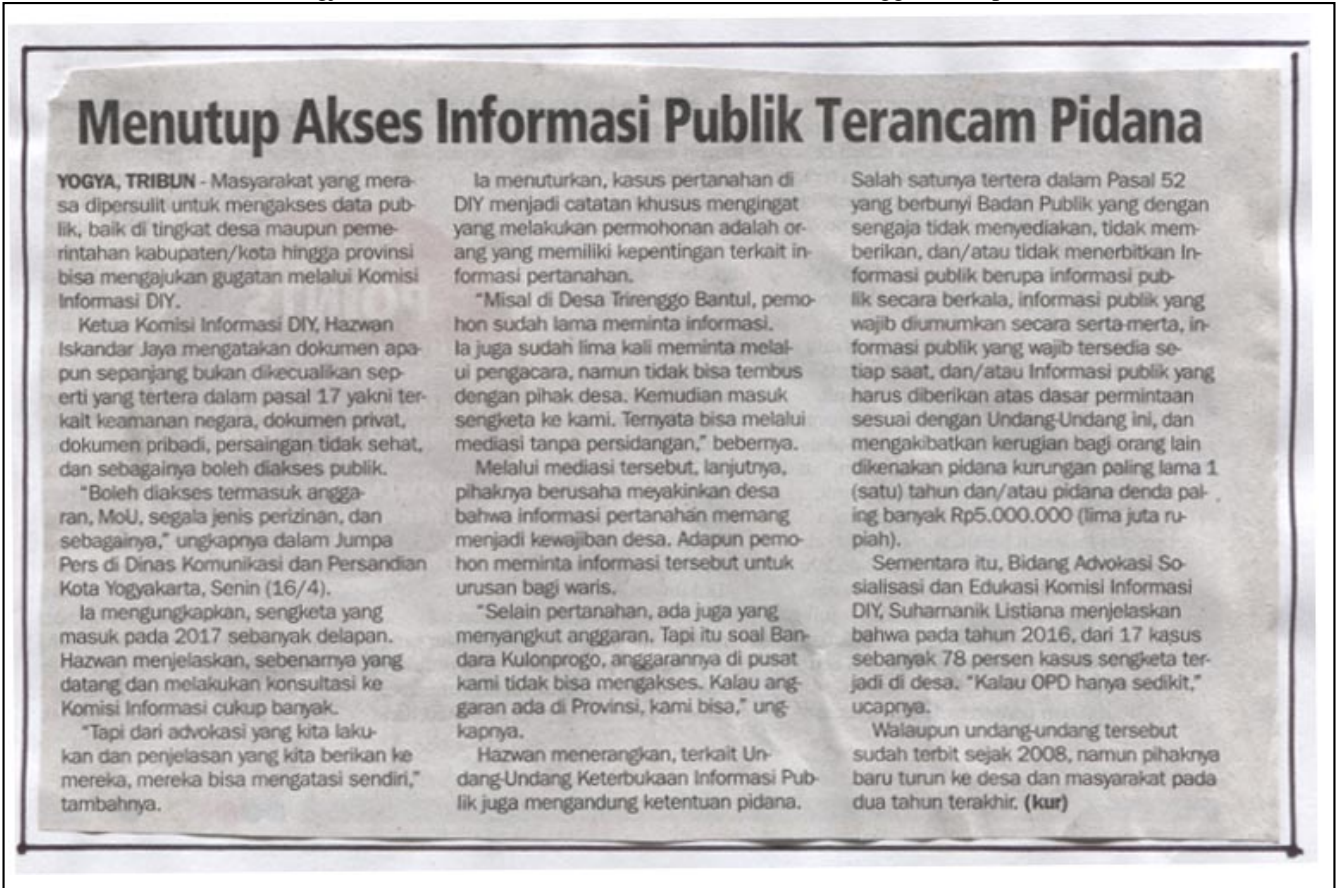 Menutup Akses Informasi Publik Terancam Pidana
YOGYA, TRIBUN - Masyarakat yang mera-
sa dipersulit untuk mengakses data pub-
lik, baik di tingkat desa maupun peme-
rintahan kabupaten/kota hingga provinsi
bisa mengajukan gugatan melalui Komisi
Informasi DIY.
Ketua Komisi Informasi DIY, Hazwan
Iskandar Jaya mengatakan dokumen apa-
pun sepanjang bukan dikecualikan sep-
erti yang tertera dalam pasal 17 yakni ter-
kait keamanan negara, dokumen privat,
dokumen pribadi, persaingan tidak sehat,
dan sebagainya boleh diakses publik.
"Boleh diakses termasuk angga-
ran, MoU, segala jenis perizinan, dan
sebagainya," ungkapnya dalam Jumpa
Pers di Dinas Komunikasi dan Persandian
Kota Yogyakarta, Senin (16/4).
Ia mengungkapkan, sengketa yang
masuk pada 2017 sebanyak delapan.
Hazwan menjelaskan, sebenarnya yang
datang dan melakukan konsultasi ke
Komisi Informasi cukup banyak.
"Tapi dari advokasi yang kita laku-
kan dan penjelasan yang kita berikan ke
mereka, mereka bisa mengatasi sendiri,"
tambahnya.
Ia menuturkan, kasus pertanahan di
DIY menjadi catatan khusus mengingat
yang melakukan permohonan adalah or-
ang yang memiliki kepentingan terkait in-
formasi pertanahan.
"Misal di Desa Trirenggo Bantul, pemo-
hon sudah lama meminta informasi.
Ia juga sudah lima kali meminta melal-
ui pengacara, namun tidak bisa tembus
dengan pihak desa. Kemudian masuk
sengketa ke kami. Ternyata bisa melalui
mediasi tanpa persidangan," bebernya.
Melalui mediasi tersebut, lanjutnya,
pihaknya berusaha meyakinkan desa
bahwa informasi pertanahan memang
menjadi kewajiban desa. Adapun pemo-
hon meminta informasi tersebut untuk
urusan bagi waris.
"Selain pertanahan, ada juga yang
menyangkut anggaran. Tapi itu soal Ban-
dara Kulonprogo, anggarannya di pusat
kami tidak bisa mengakses. Kalau ang-
garan ada di Provinsi, kami bisa," ung-
kapnya.
Hazwan menerangkan, terkait Un-
dang-Undang Keterbukaan Informasi Pub-
lik juga mengandung ketentuan pidana.
Salah satunya tertera dalam Pasal 52
yang berbunyi Badan Publik yang dengan
sengaja tidak menyediakan, tidak mem-
berikan, dan/atau tidak menerbitkan In-
formasi publik berupa informasi pub-
lik secara berkala, informasi publik yang
wajib diumumkan secara serta-merta, in-
formasi publik yang wajib tersedia se-
tiap saat, dan/atau Informasi publik yang
harus diberikan atas dasar permintaan
sesuai dengan Undang-Undang ini, dan
mengakibatkan kerugian bagi orang lain
dikenakan pidana kurungan paling lama 1
(satu) tahun dan/atau pidana denda pal-
ing banyak Rp5.000.000 (lima juta ru-
piah).
Sementara itu, Bidang Advokasi So-
sialisasi dan Edukasi Komisi Informasi
DIY, Suharnanik Listiana menjelaskan
bahwa pada tahun 2016, dari 17 kasus
sebanyak 78 persen kasus sengketa ter-
jadi di desa. "Kalau OPD hanya sedikit,"
ucapnya.
Walaupun undang-undang tersebut
sudah terbit sejak 2008, namun pihaknya
baru turun ke desa dan masyarakat pada
dua tahun terakhir. (kur)